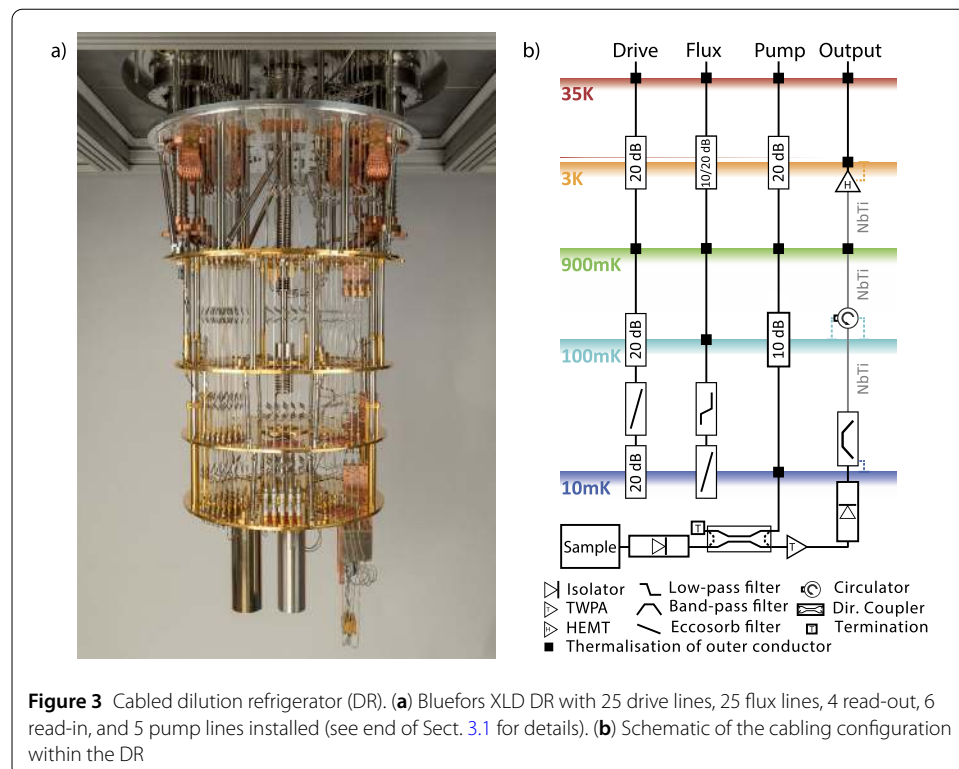 a)
b)
Drive Flux Pump Output
35K
20 dB
10/20 dB
20 dB
3K
H
NbTi
900mK
NbTi
20 dB
10 dB
100mK
NbTi
20 dB
10mK
T
Sample
T
Isolator
Low-pass filter
Circulator
T TWPA
Band-pass filter
Dir. Coupler
H HEMT
Eccosorb filter
T Termination
Thermalisation of outer conductor
Figure 3 Cabled dilution refrigerator (DR). (a) Bluefors XLD DR with 25 drive lines, 25 flux lines, 4 read-out, 6
read-in, and 5 pump lines installed (see end of Sect. 3.1 for details). (b) Schematic of the cabling configuration
within the DR